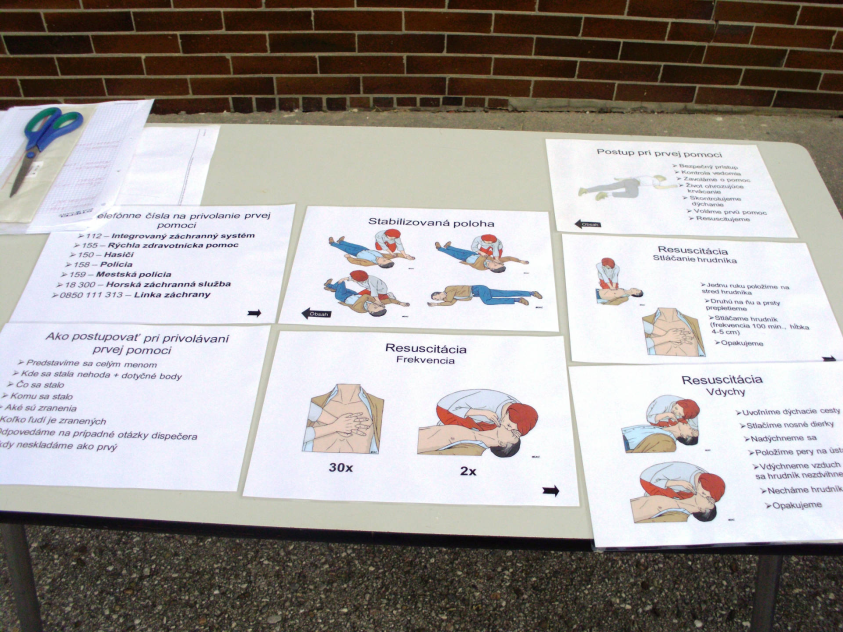 Telefónne čísla na privolanie prvej
pomoci
➢112 – Integrovaný záchranný systém
➢155 – Rýchla zdravotnícka pomoc
➢150 – Hasiči
➢158 – Polícia
➢159 – Mestská polícia
➢18 300 – Horská záchranná služba
➢0850 111 313 – Linka záchrany
Ako postupovať pri privolávaní
prvej pomoci
➢Predstavíme sa celým menom
➢Kde sa stala nehoda + dotyčné body
➢Čo sa stalo
➢Komu sa stalo
➢Aké sú zranenia
Koľko ľudí je zranených
dpovedáme na prípadné otázky dispečera
kdy neskladáme ako prvý
Stabilizovaná poloha
Obsah
Resuscitácia
Frekvencia
30x
2x
Postup pri prvej pomoci
➢Bezpečný prístup
➢Kontrola vedomia
➢Zavoláme o pomoc
➢Život ohrozujúce
krvácanie
➢Skontrolujeme
dýchanie
➢Voláme prvú pomoc
➢Resuscitujeme
Obsah
Resuscitácia
Stláčanie hrudníka
➢Jednu ruku položíme na
stred hrudníka
➢Druhú na ňu a prsty
prepletieme
➢Stláčame hrudník
(frekvencia 100 min., hĺbka
4-5 cm)
➢Opakujeme
Resuscitácia
Vdychy
➢Uvoľníme dýchacie cesty
➢Stlačíme nosné dierky
➢Nadýchneme sa
➢Položíme pery na úst
➢Vdýchneme vzduch
sa hrudník nezdvihne
➢Necháme hrudník
➢Opakujeme